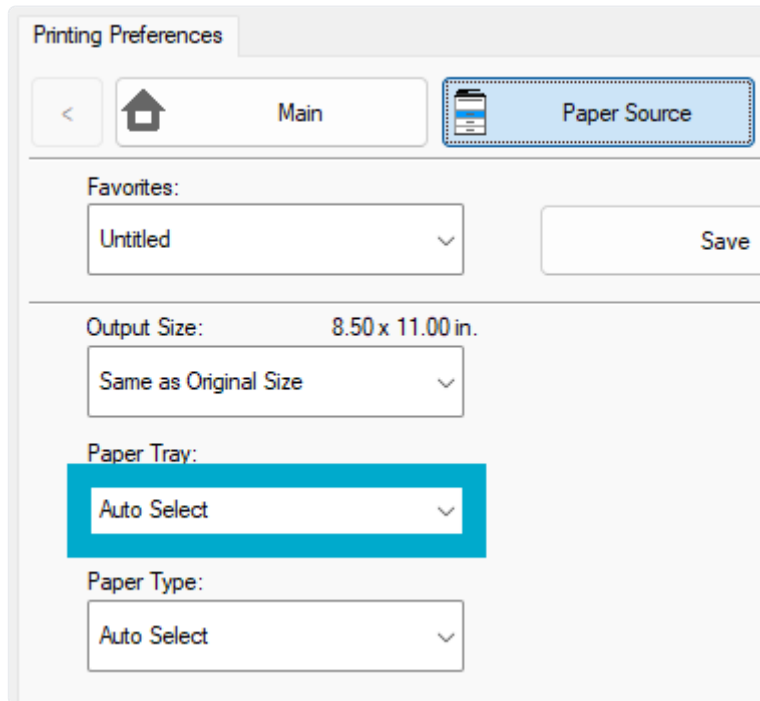 Printing Preferences
< Main Paper Source
Favorites:
Untitled Save
Output Size: 8.50 x 11.00 in.
Same as Original Size
Paper Tray:
Auto Select
Paper Type:
Auto Select